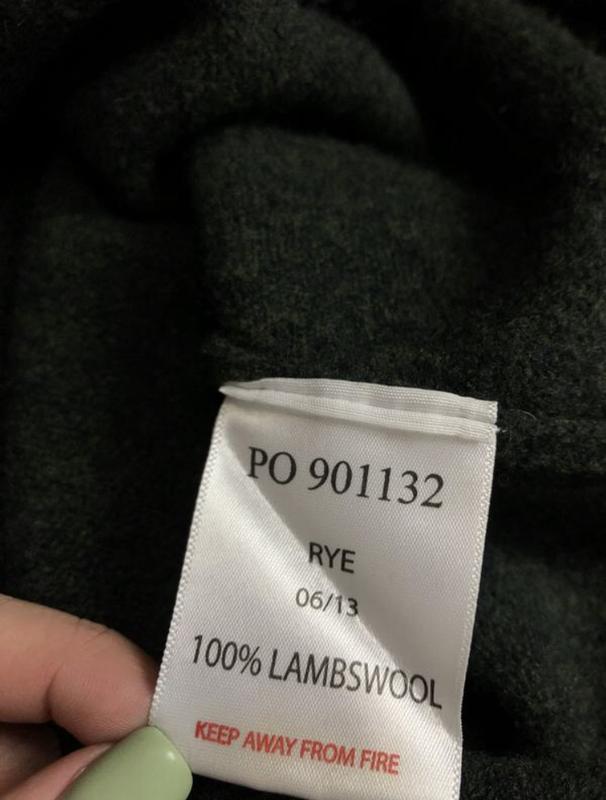 PO 901132
RYE
06/13
100% LAMBSWOOL
KEEP AWAY FROM FIRE